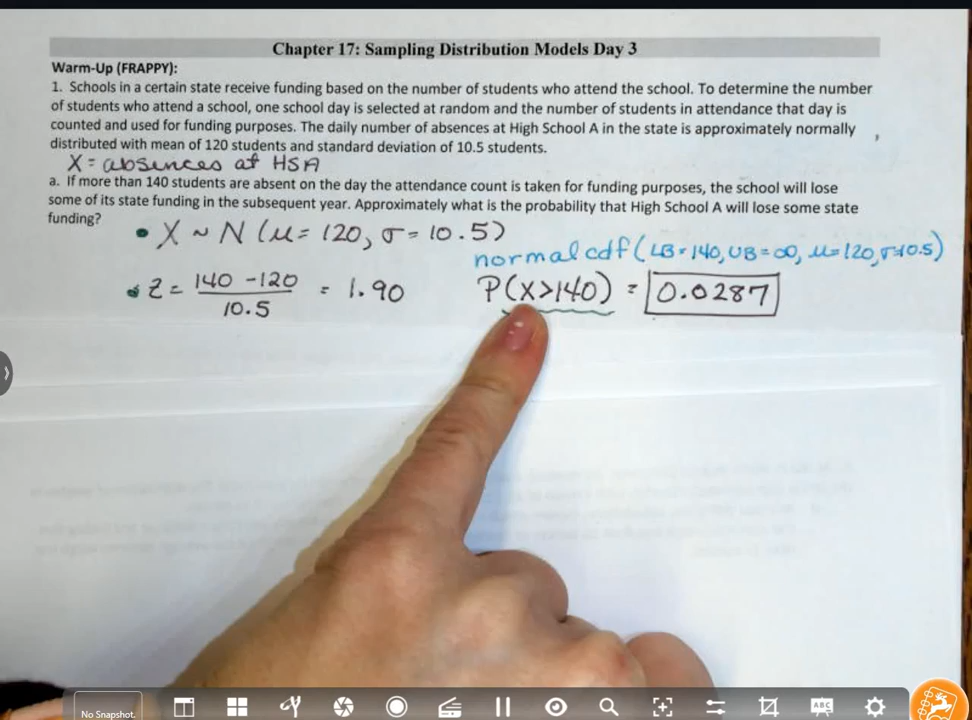 Chapter 17: Sampling Distribution Models Day 3
Warm-Up (FRAPPY):
1. Schools in a certain state receive funding based on the number of students who attend the school. To determine the number
of students who attend a school, one school day is selected at random and the number of students in attendance that day is
counted and used for funding purposes. The daily number of absences at High School A in the state is approximately normally
distributed with mean of 120 students and standard deviation of 10.5 students.
X = absences at HSA
a. If more than 140 students are absent on the day the attendance count is taken for funding purposes, the school will lose
some of its state funding in the subsequent year. Approximately what is the probability that High School A will lose some state
funding?
• X ~ N (μ = 120, σ = 10.5)
normalcdf (LB = 140, UB = ∞, μ = 120, σ = 10.5)
• Z = 140 - 120 / 10.5 = 1.90
P(X > 140) = 0.0287
No Snapshot.
ABC